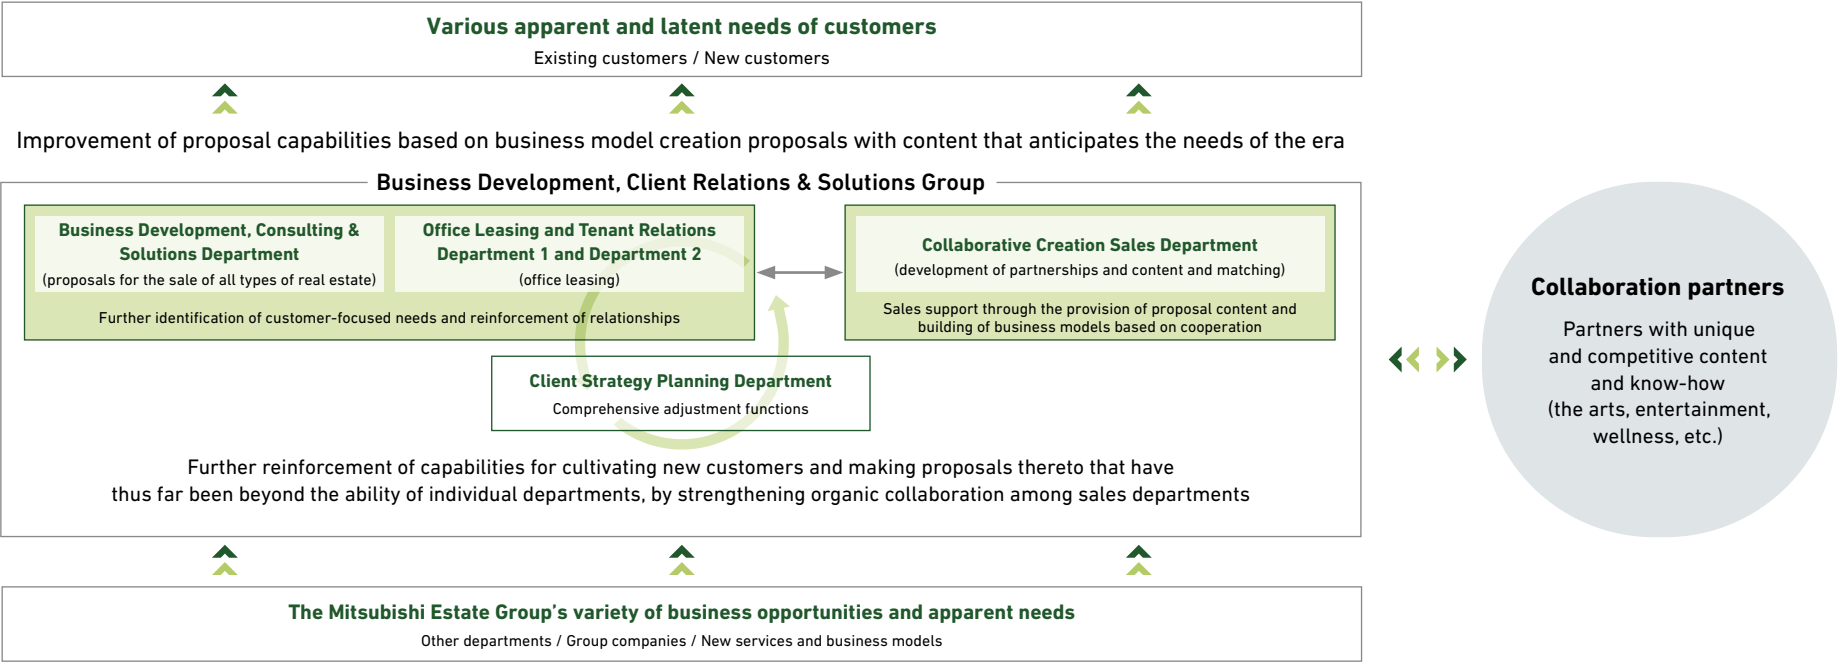 Various apparent and latent needs of customers
Existing customers / New customers
Improvement of proposal capabilities based on business model creation proposals with content that anticipates the needs of the era
Business Development, Client Relations & Solutions Group
Business Development, Consulting &
Solutions Department
(proposals for the sale of all types of real estate)
Office Leasing and Tenant Relations
Department 1 and Department 2
(office leasing)
Further identification of customer-focused needs and reinforcement of relationships
Collaborative Creation Sales Department
(development of partnerships and content and matching)
Sales support through the provision of proposal content and
building of business models based on cooperation
Client Strategy Planning Department
Comprehensive adjustment functions
Further reinforcement of capabilities for cultivating new customers and making proposals thereto that have
thus far been beyond the ability of individual departments, by strengthening organic collaboration among sales departments
Collaboration partners
Partners with unique
and competitive content
and know-how
(the arts, entertainment,
wellness, etc.)
The Mitsubishi Estate Group’s variety of business opportunities and apparent needs
Other departments / Group companies / New services and business models